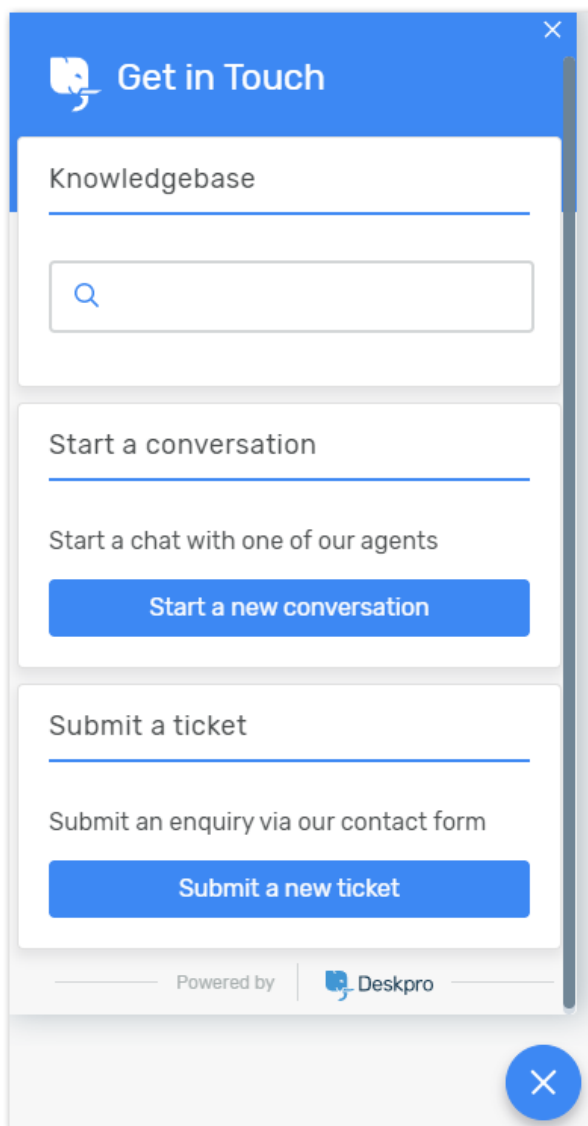 Get in Touch
Knowledgebase
Start a conversation
Start a chat with one of our agents
Start a new conversation
Submit a ticket
Submit an enquiry via our contact form
Submit a new ticket
Powered by Deskpro